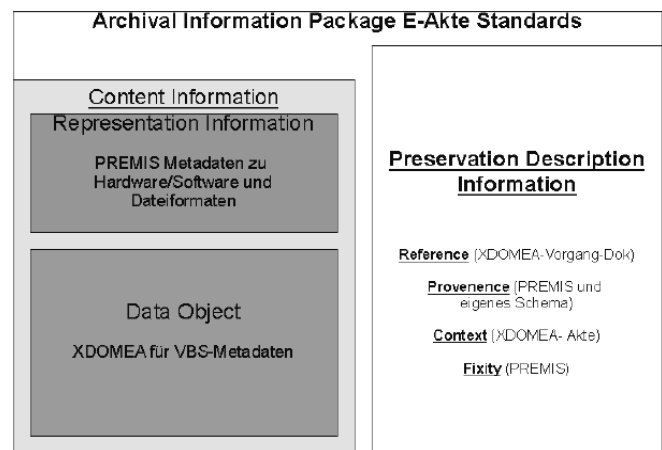 Archival Information Package E-Akte Standards
Content Information
Representation Information
PREMIS Metadaten zu
Hardware/Software und
Dateiformaten
Data Object
XDOMEA für VBS-Metadaten
Preservation Description
Information
Reference (XDOMEA-Vorgang-Dok)
Provenence (PREMIS und
eigenes Schema)
Context (XDOMEA- Akte)
Fixity (PREMIS)